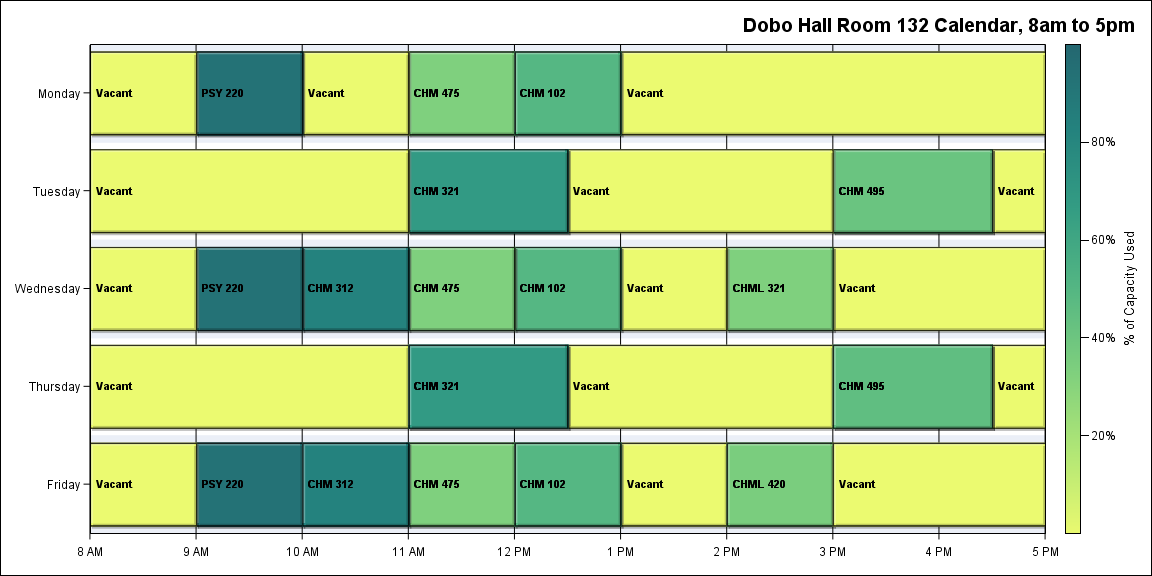 Dobo Hall Room 132 Calendar, 8am to 5pm
Monday
Vacant
PSY 220
Vacant
CHM 475
CHM 102
Vacant
Tuesday
Vacant
CHM 321
Vacant
CHM 495
Vacant
Wednesday
Vacant
PSY 220
CHM 312
CHM 475
CHM 102
Vacant
CHML 321
Vacant
Thursday
Vacant
CHM 321
Vacant
CHM 495
Vacant
Friday
Vacant
PSY 220
CHM 312
CHM 475
CHM 102
Vacant
CHML 420
Vacant
8 AM
9 AM
10 AM
11 AM
12 PM
1 PM
2 PM
3 PM
4 PM
5 PM
80%
60%
40%
20%
% of Capacity Used